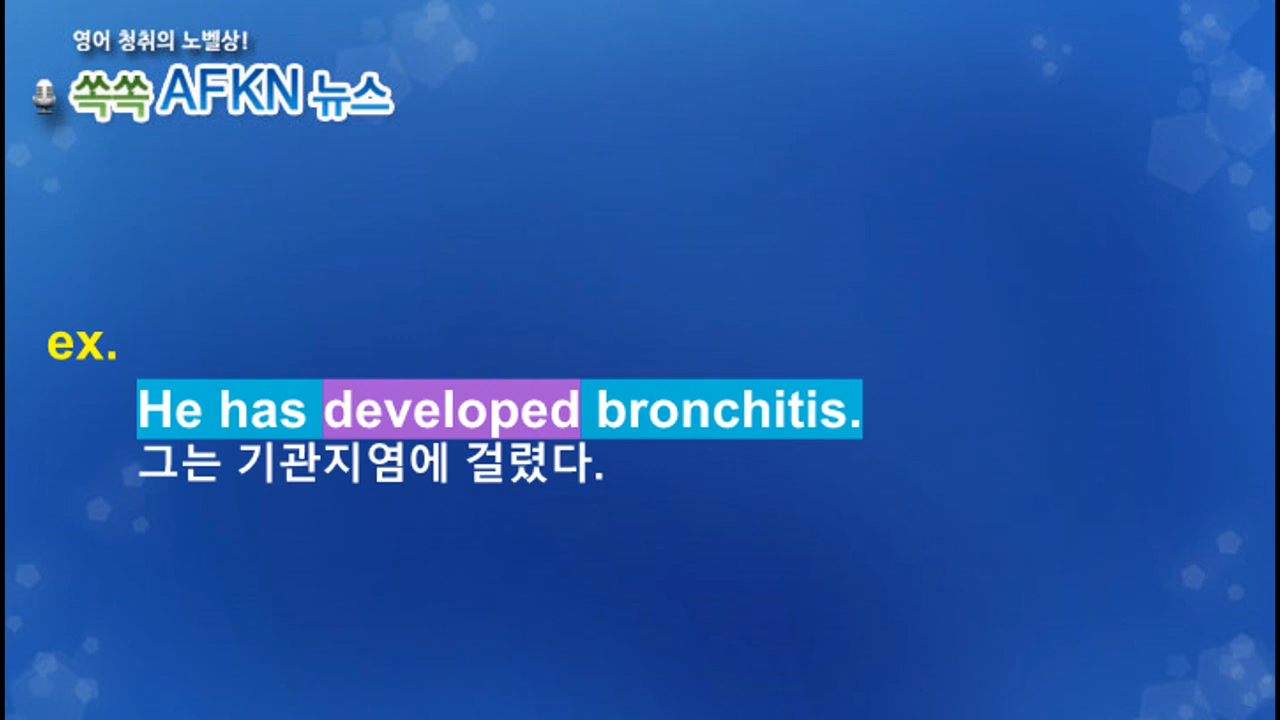 영어 청취의 노벨상!
쏙쏙 AFKN 뉴스
ex.
He has developed bronchitis.
그는 기관지염에 걸렸다.